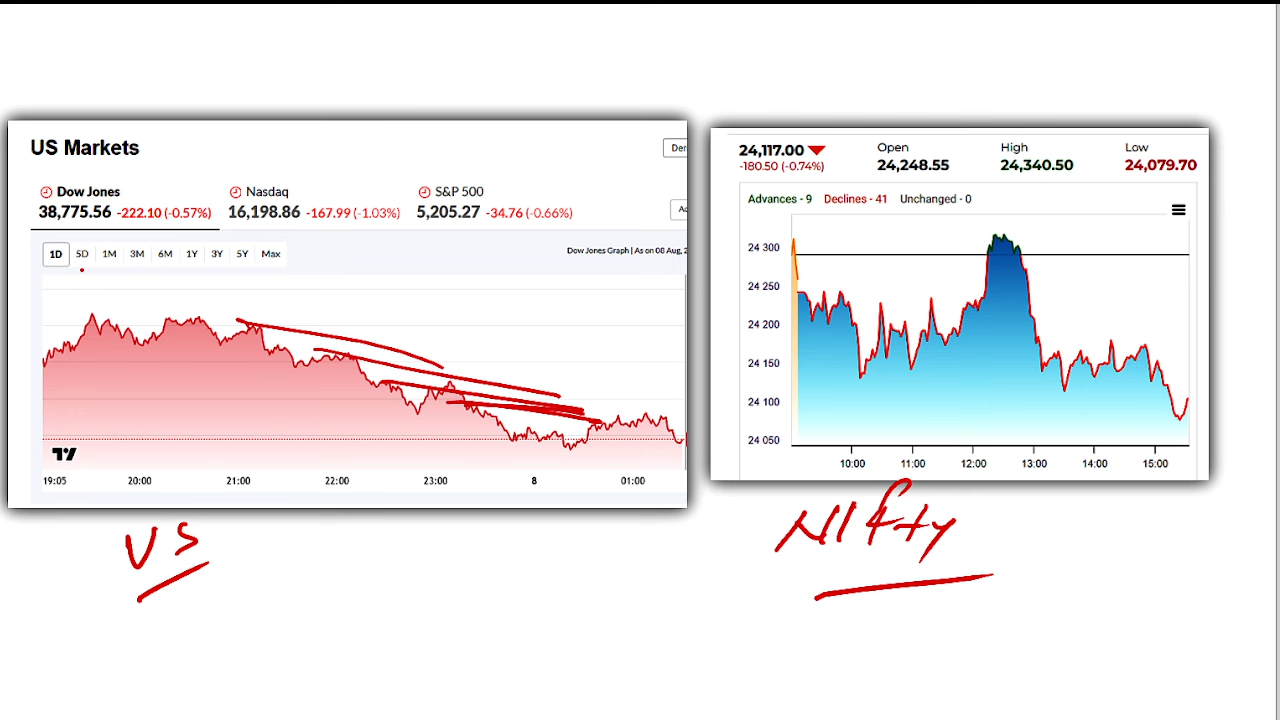 US Markets
Der
Dow Jones
38,775.56 -222.10 (-0.57%)
Nasdaq
16,198.86 -167.99 (-1.03%)
S&P 500
5,205.27 -34.76 (-0.66%)
1D 5D 1M 3M 6M 1Y 3Y 5Y Max
Dow Jones Graph | As on 08 Aug, 2
19:05 20:00 21:00 22:00 23:00 8 01:00
US
24,117.00
-180.50 (-0.74%)
Open
24,248.55
High
24,340.50
Low
24,079.70
Advances - 9 Declines - 41 Unchanged - 0
24 300
24 250
24 200
24 150
24 100
24 050
10:00 11:00 12:00 13:00 14:00 15:00
Nifty